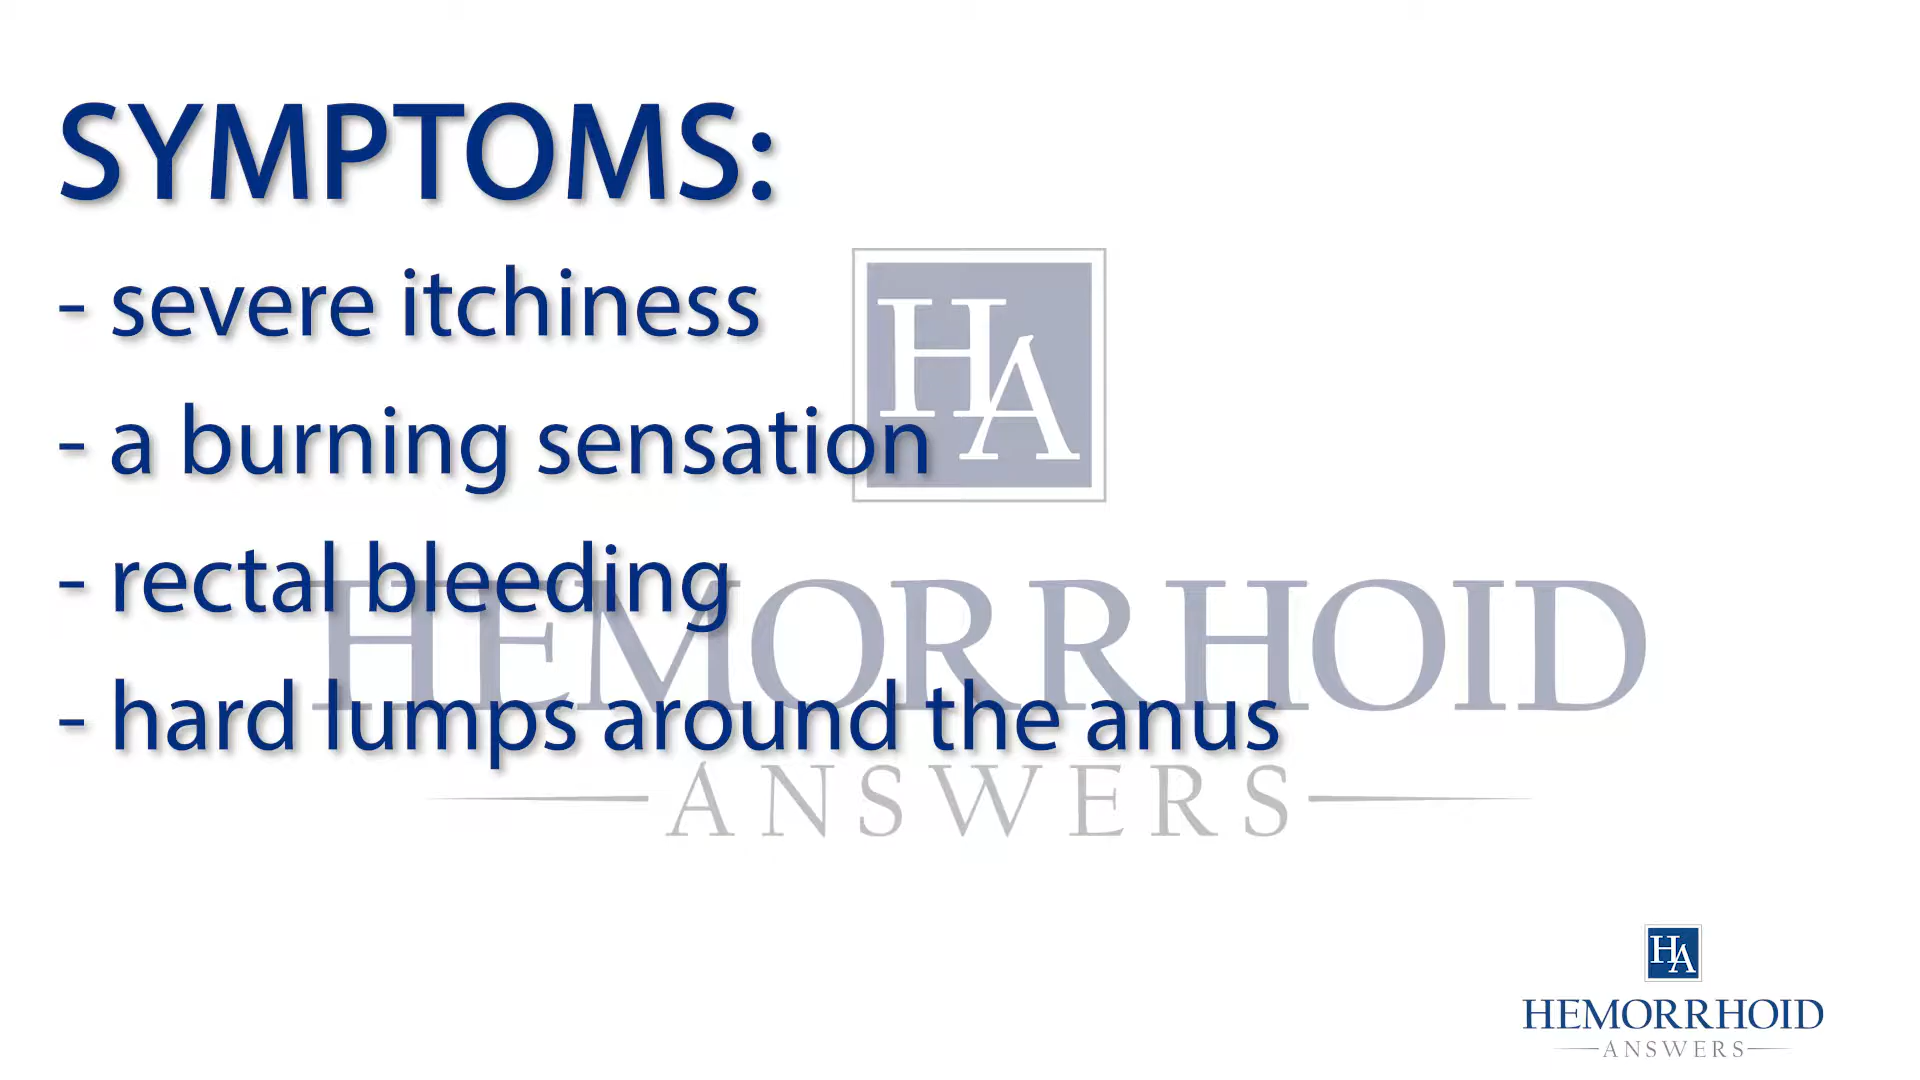 SYMPTOMS:
- severe itchiness
- a burning sensation
- rectal bleeding
- hard lumps around the anus
HA
HEMORRHOID
ANSWERS
HA
HEMORRHOID
ANSWERS